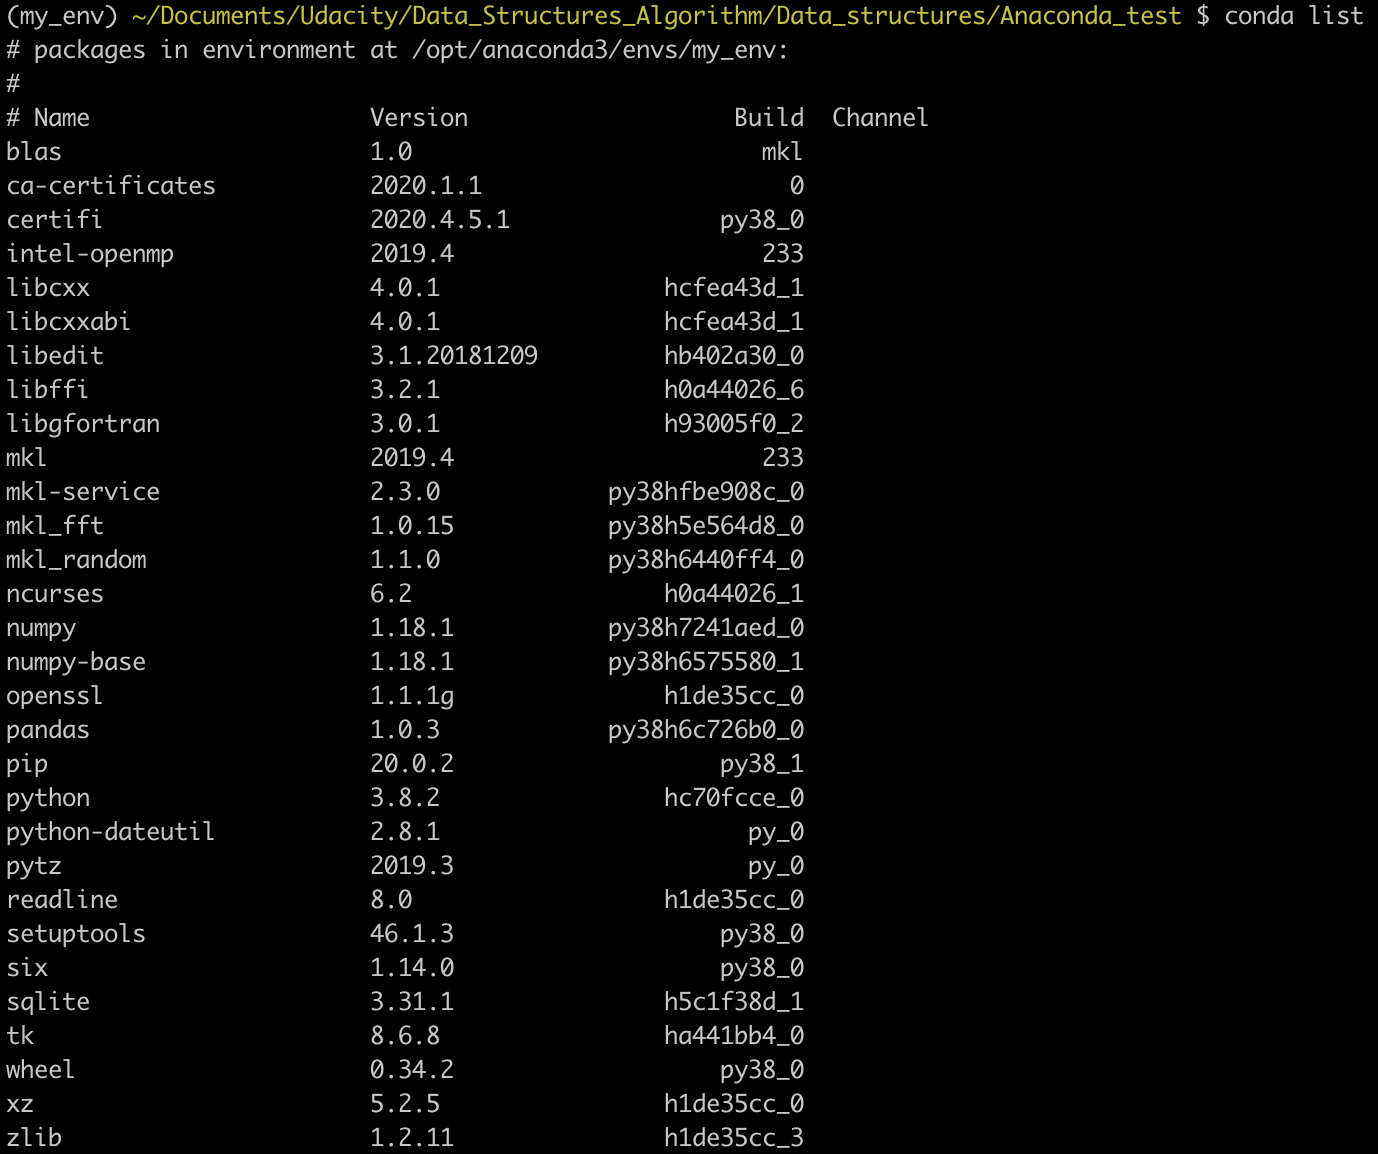 (my_env) ~/Documents/Udacity/Data_Structures_Algorithm/Data_structures/Anaconda_test $ conda list
# packages in environment at /opt/anaconda3/envs/my_env:
#
# Name                    Version                   Build  Channel
blas                      1.0                         mkl
ca-certificates           2020.1.1                      0
certifi                   2020.4.5.1               py38_0
intel-openmp              2019.4                      233
libcxx                    4.0.1                hcfea43d_1
libcxxabi                 4.0.1                hcfea43d_1
libedit                   3.1.20181209         hb402a30_0
libffi                    3.2.1                h0a44026_6
libgfortran               3.0.1                h93005f0_2
mkl                       2019.4                      233
mkl-service               2.3.0            py38hfbe908c_0
mkl_fft                   1.0.15           py38h5e564d8_0
mkl_random                1.1.0            py38h6440ff4_0
ncurses                   6.2                  h0a44026_1
numpy                     1.18.1           py38h7241aed_0
numpy-base                1.18.1           py38h6575580_1
openssl                   1.1.1g               h1de35cc_0
pandas                    1.0.3            py38h6c726b0_0
pip                       20.0.2                   py38_1
python                    3.8.2                hc70fcce_0
python-dateutil           2.8.1                      py_0
pytz                      2019.3                     py_0
readline                  8.0                  h1de35cc_0
setuptools                46.1.3                   py38_0
six                       1.14.0                   py38_0
sqlite                    3.31.1               h5c1f38d_1
tk                        8.6.8                ha441bb4_0
wheel                     0.34.2                   py38_0
xz                        5.2.5                h1de35cc_0
zlib                      1.2.11               h1de35cc_3